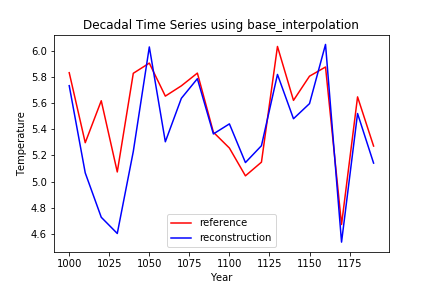 Decadal Time Series using base_interpolation
6.0
5.8
5.6
5.4
5.2
5.0
4.8
4.6
Temperature
reference
reconstruction
1000 1025 1050 1075 1100 1125 1150 1175
Year